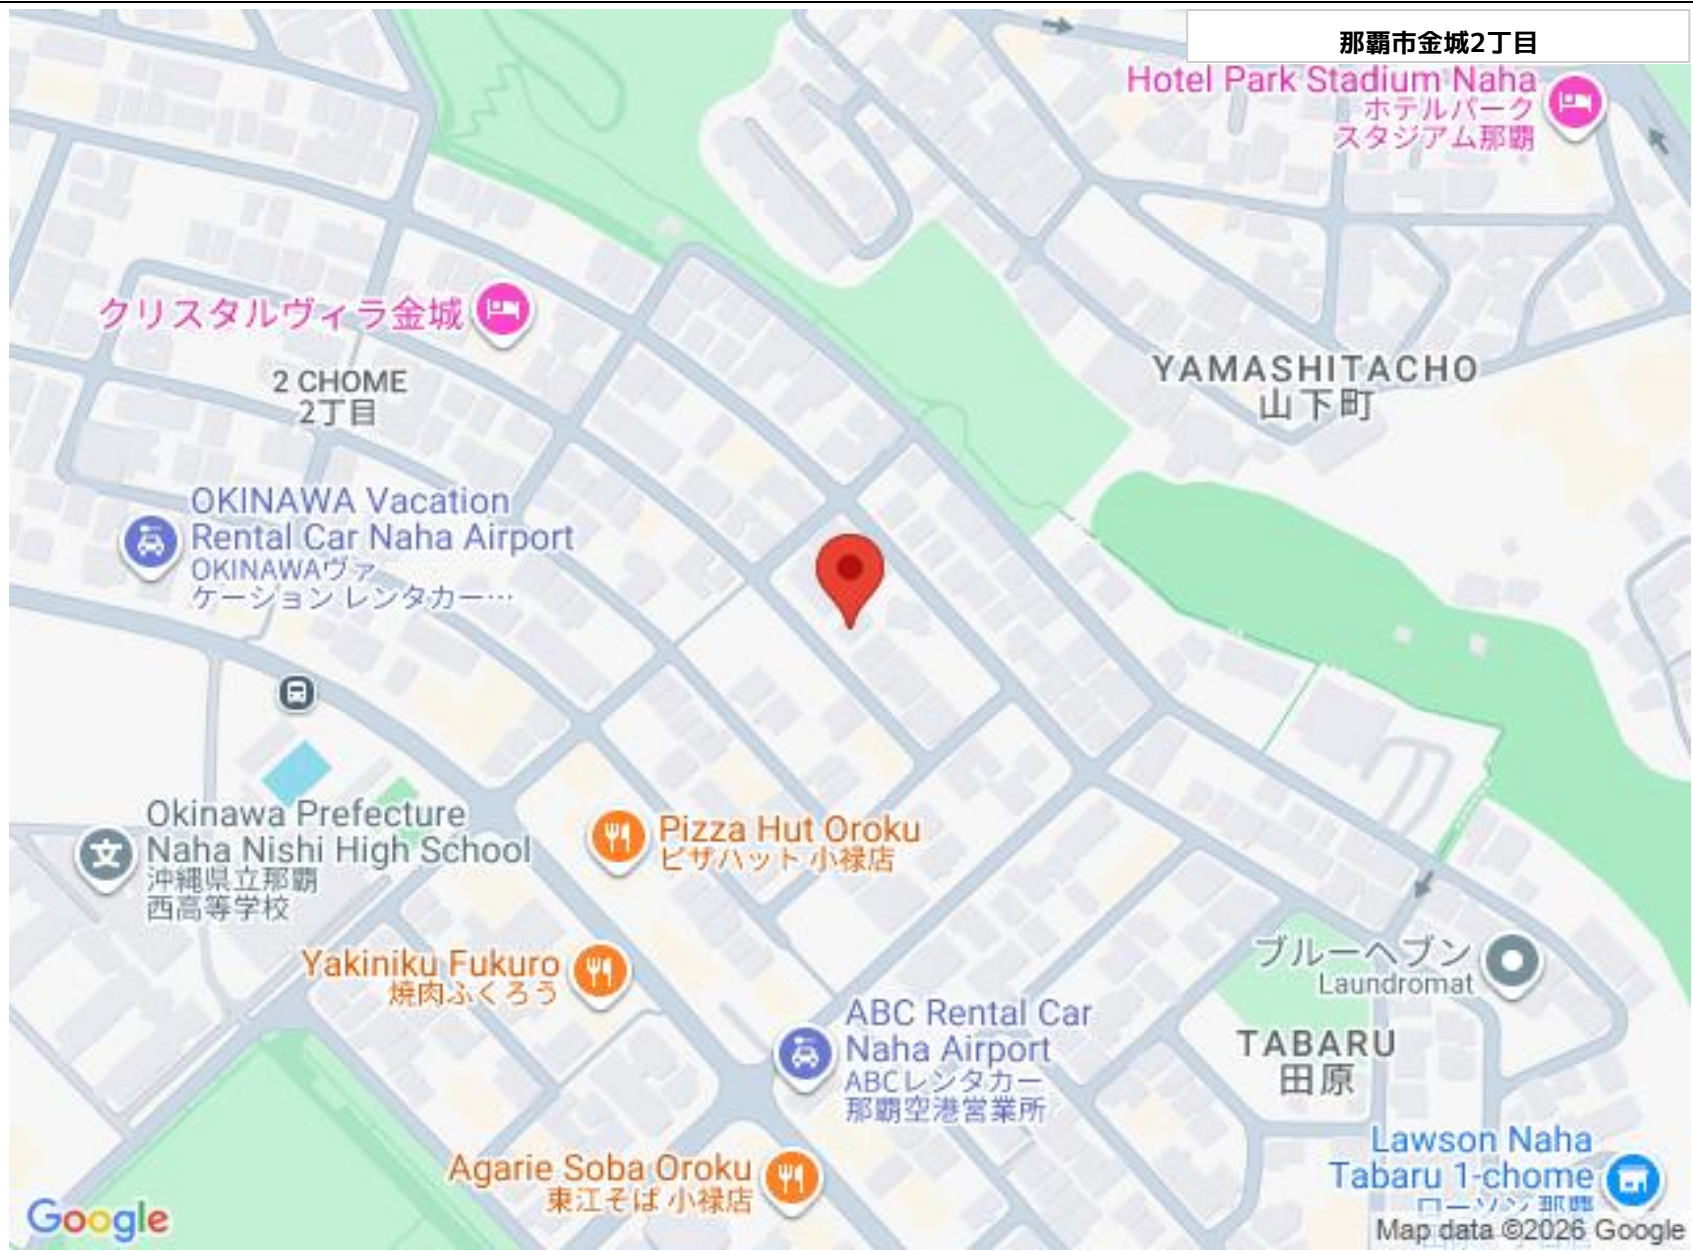 那覇市金城2丁目
Hotel Park Stadium Naha
ホテルパーク
スタジアム那覇
クリスタルヴィラ金城
2 CHOME
2丁目
YAMASHITACHO
山下町
OKINAWA Vacation
Rental Car Naha Airport
OKINAWAヴァ
ケーション レンタカー…
Okinawa Prefecture
Naha Nishi High School
沖縄県立那覇
西高等学校
Pizza Hut Oroku
ピザハット 小禄店
Yakiniku Fukuro
焼肉ふくろう
ブルーヘブン
Laundromat
ABC Rental Car
Naha Airport
ABCレンタカー
那覇空港営業所
TABARU
田原
Agarie Soba Oroku
東江そば 小禄店
Lawson Naha
Tabaru 1-chome
ローソン 那覇
Google
Map data ©2026 Google